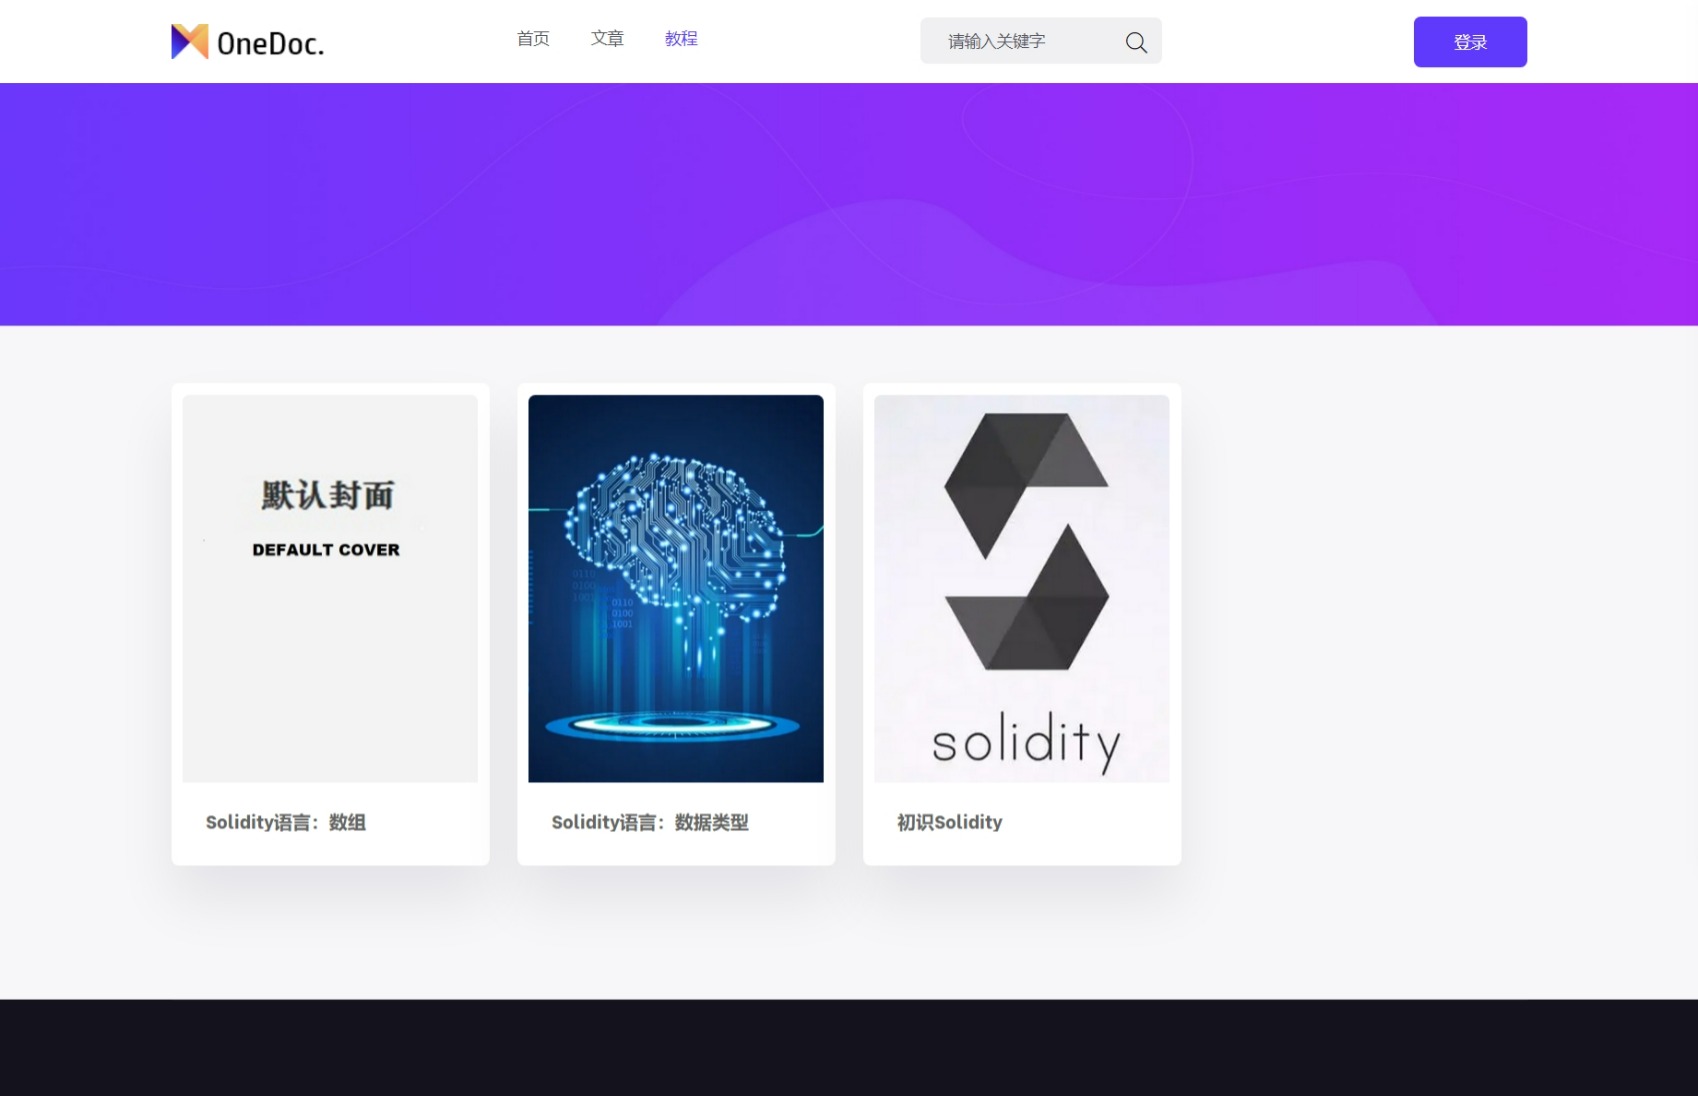 OneDoc.
首页
文章
教程
请输入关键字
登录
默认封面
DEFAULT COVER
0110
0100
1001
0110
0100
1001
solidity
Solidity语言：数组
Solidity语言：数据类型
初识Solidity